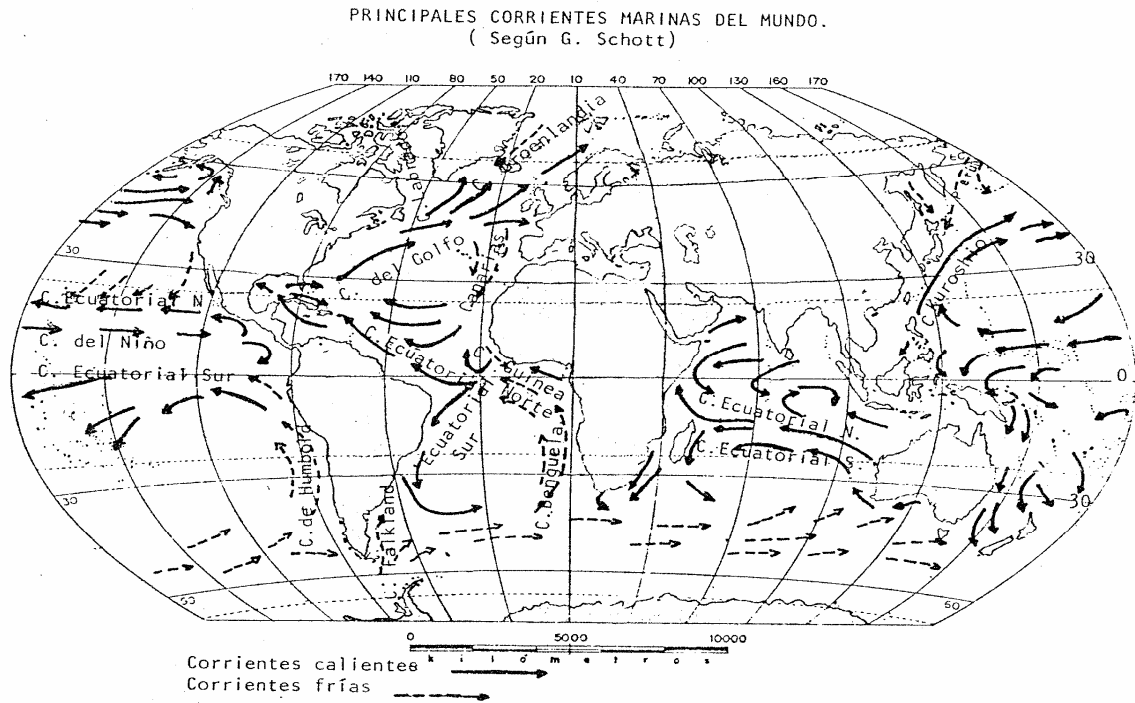 PRINCIPALES CORRIENTES MARINAS DEL MUNDO.
( Según G. Schott)
170 140 110 80 50 20 10 40 70 100 130 160 170
Groenlandia
Labrador
30
C. del Golfo
Canarias
C. Kuroshio
30
C. Ecuatorial N
C. del Niño
C. Ecuatorial Sur
C. Ecuatorial Norte
Guinea
0
Ecuatorial
Sur
C. Ecuatorial N.
C. Ecuatorial S.
C. de Humbold
C. Falkland
C. Benguela
30
30
50
50
0 5000 10000
kilómetros
Corrientes calientes
Corrientes frías